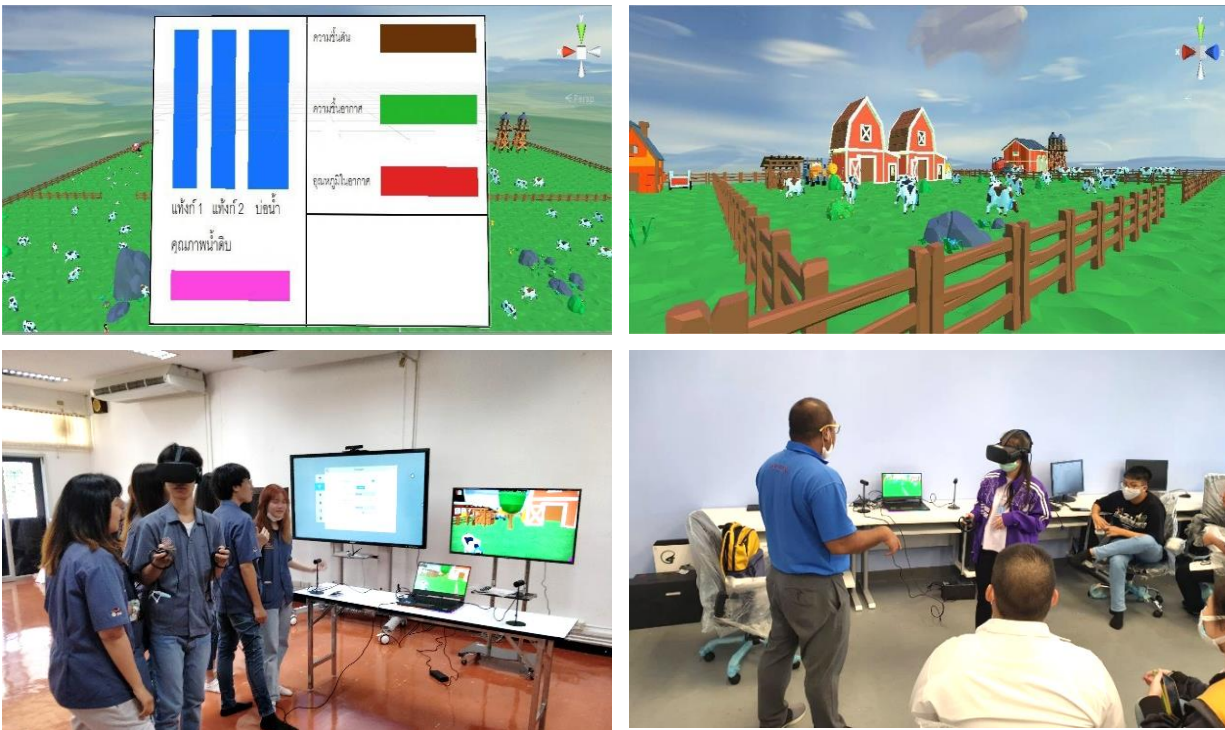 ความชื้นดิน
ความชื้นอากาศ
อุณหภูมิในอากาศ
แท้งก์ 1 แท้งก์ 2 บ่อน้ำ
คุณภาพน้ำดิบ
< Persp